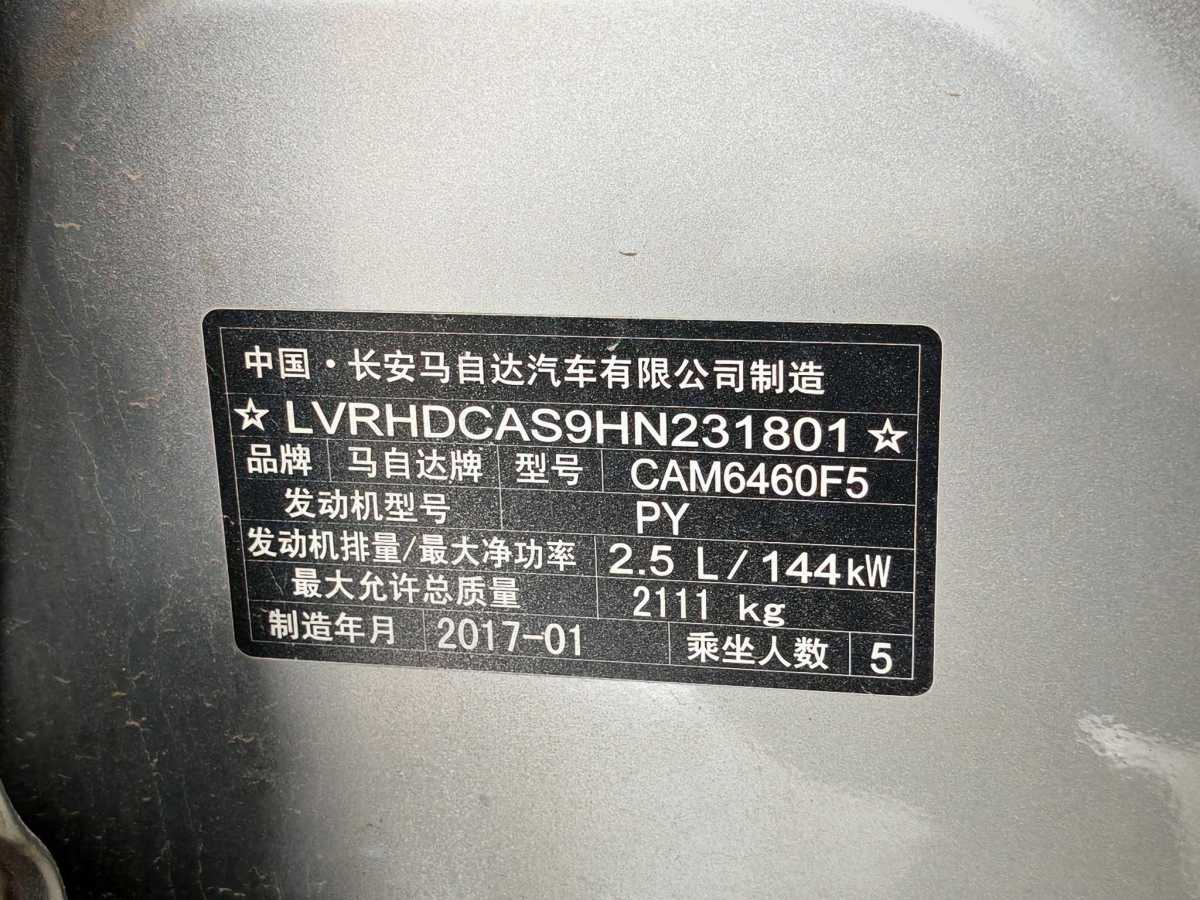 中国·长安马自达汽车有限公司制造
☆LVRHDCAS9HN231801☆
品牌 马自达牌 型号 CAM6460F5
发动机型号 PY
发动机排量/最大净功率 2.5 L/144kW
最大允许总质量 2111 kg
制造年月 2017-01 乘坐人数 5